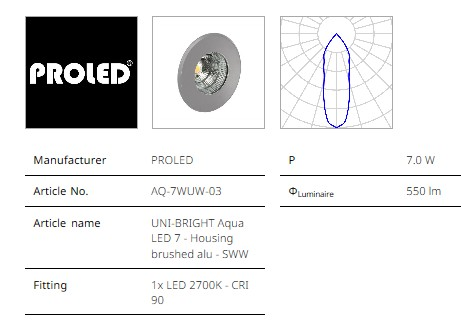 PROLED®
Manufacturer PROLED
P 7.0 W
Article No. AQ-7WUW-03
ΦLuminaire 550 lm
Article name UNI-BRIGHT Aqua
LED 7 - Housing
brushed alu - SWW
Fitting 1x LED 2700K - CRI
90